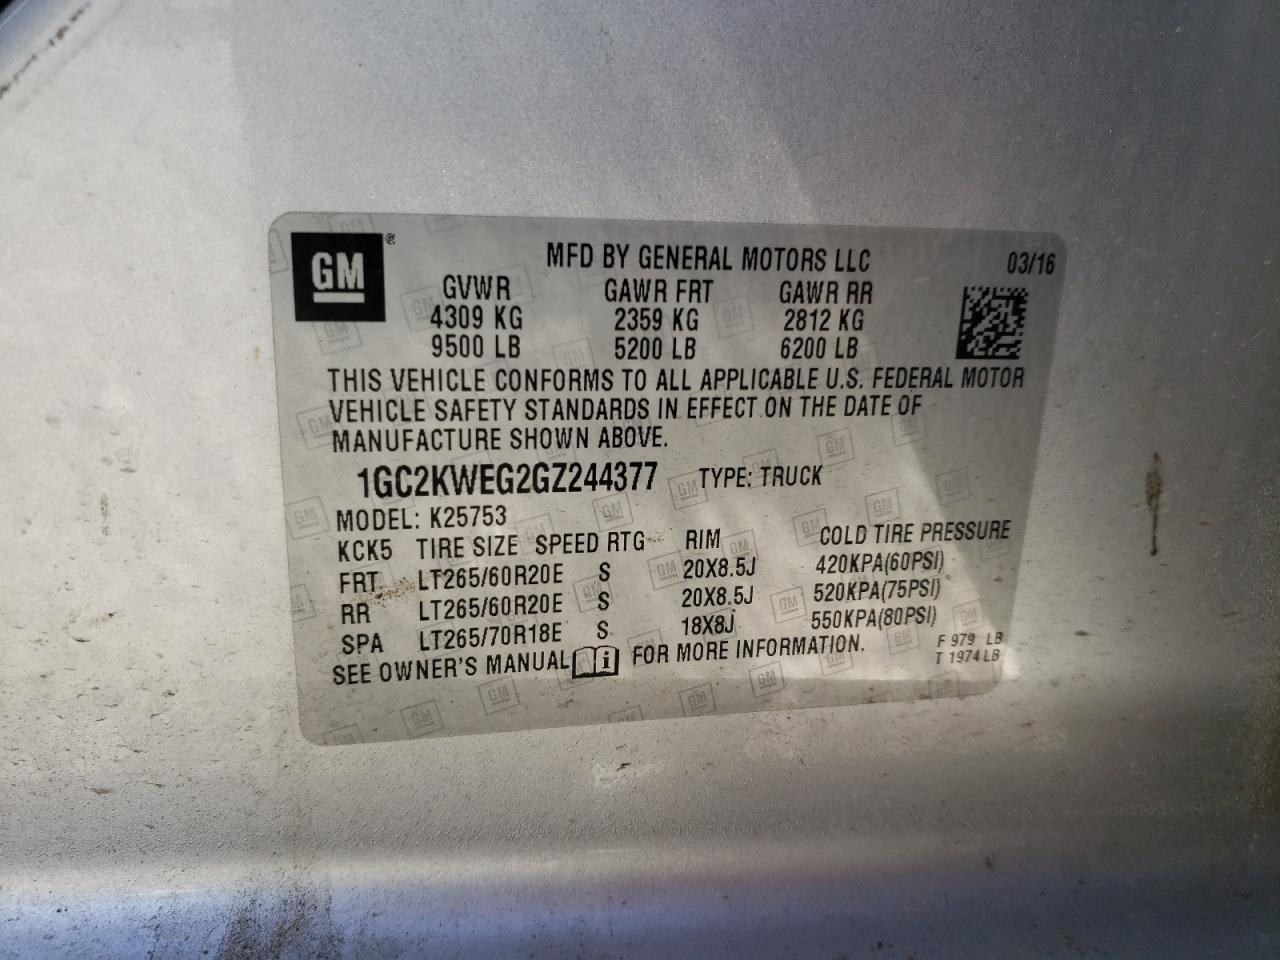 GM ®
MFD BY GENERAL MOTORS LLC 03/16
GVWR GAWR FRT GAWR RR
4309 KG 2359 KG 2812 KG
9500 LB 5200 LB 6200 LB
THIS VEHICLE CONFORMS TO ALL APPLICABLE U.S. FEDERAL MOTOR
VEHICLE SAFETY STANDARDS IN EFFECT ON THE DATE OF
MANUFACTURE SHOWN ABOVE.
1GC2KWEG2GZ244377 TYPE: TRUCK
MODEL: K25753
KCK5 TIRE SIZE SPEED RTG RIM COLD TIRE PRESSURE
FRT LT265/60R20E S 20X8.5J 420KPA(60PSI)
RR LT265/60R20E S 20X8.5J 520KPA(75PSI)
SPA LT265/70R18E S 18X8J 550KPA(80PSI)
SEE OWNER'S MANUAL i FOR MORE INFORMATION.
F 979 LB
T 1974 LB